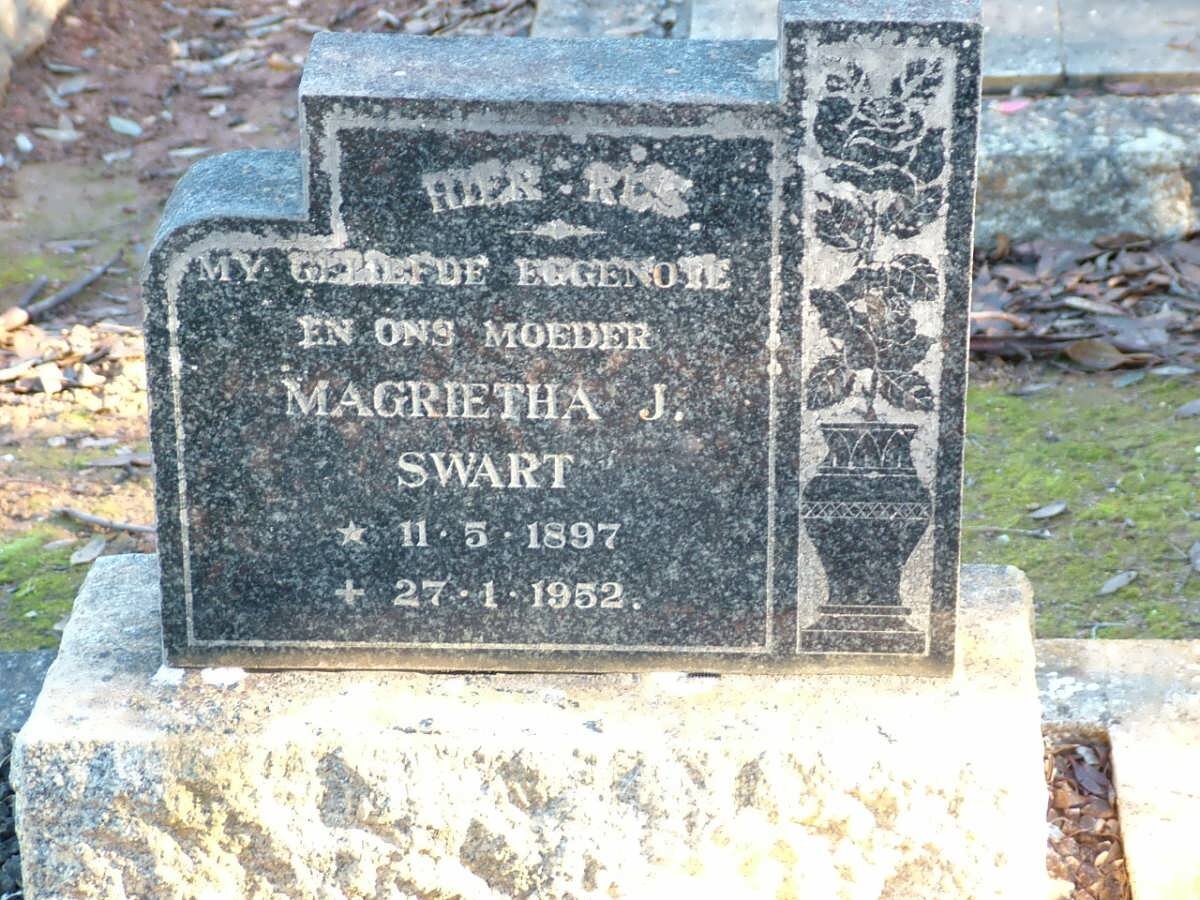 HIER RUS
MY GELIEFDE EGGENOTE
EN ONS MOEDER
MAGRIETHA J.
SWART
★ 11·5·1897
+ 27·1·1952.